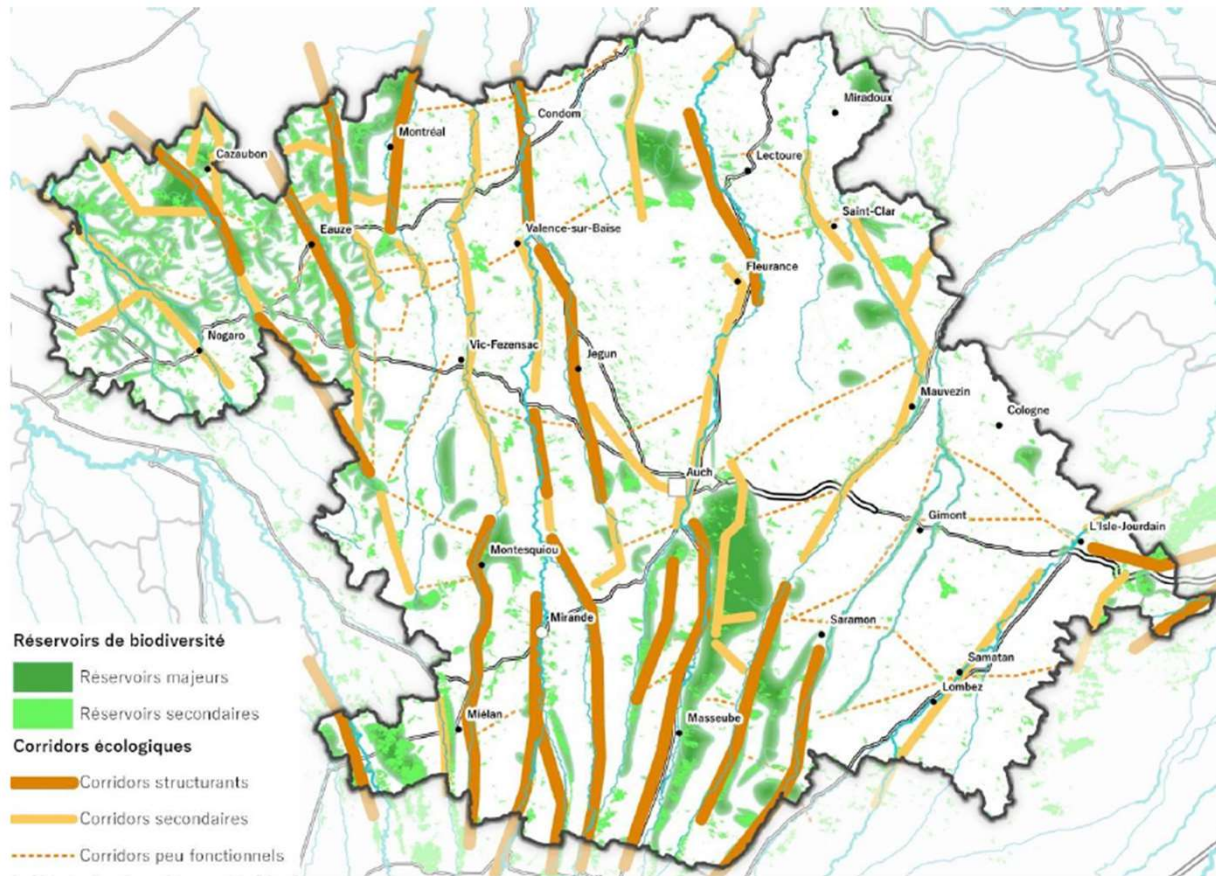 Miradoux
Condom
Montréal
Cazaubon
Lectoure
Saint-Clar
Eauze
Valence-sur-Baïse
Fleurance
Nogaro
Vic-Fezensac
Jegun
Mauvezin
Cologne
Auch
Gimont
L'Isle-Jourdain
Montesquiou
Mirande
Saramon
Samatan
Lombez
Miélan
Masseube
Réservoirs de biodiversité
Réservoirs majeurs
Réservoirs secondaires
Corridors écologiques
Corridors structurants
Corridors secondaires
Corridors peu fonctionnels